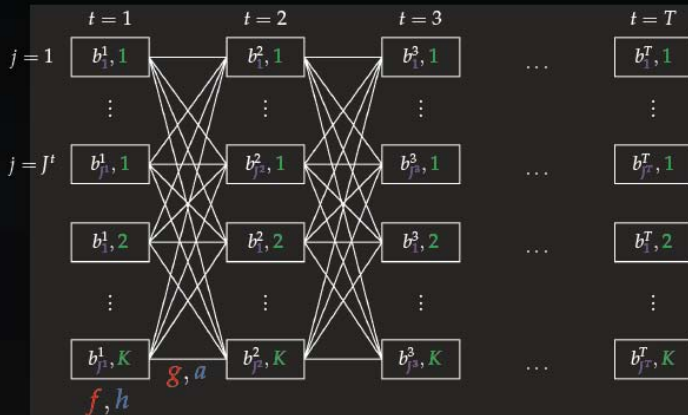 t = 1 t = 2 t = 3 t = T
j = 1 b₁¹, 1 b₁², 1 b₁³, 1 ... b₁ᵀ, 1
⋮ ⋮ ⋮ ⋮
j = Jᵗ b_{J¹}¹, 1 b_{J²}², 1 b_{J³}³, 1 ... b_{Jᵀ}ᵀ, 1
b₁¹, 2 b₁², 2 b₁³, 2 ... b₁ᵀ, 2
⋮ ⋮ ⋮ ⋮
b_{J¹}¹, K b_{J²}², K b_{J³}³, K ... b_{Jᵀ}ᵀ, K
g, a
f, h